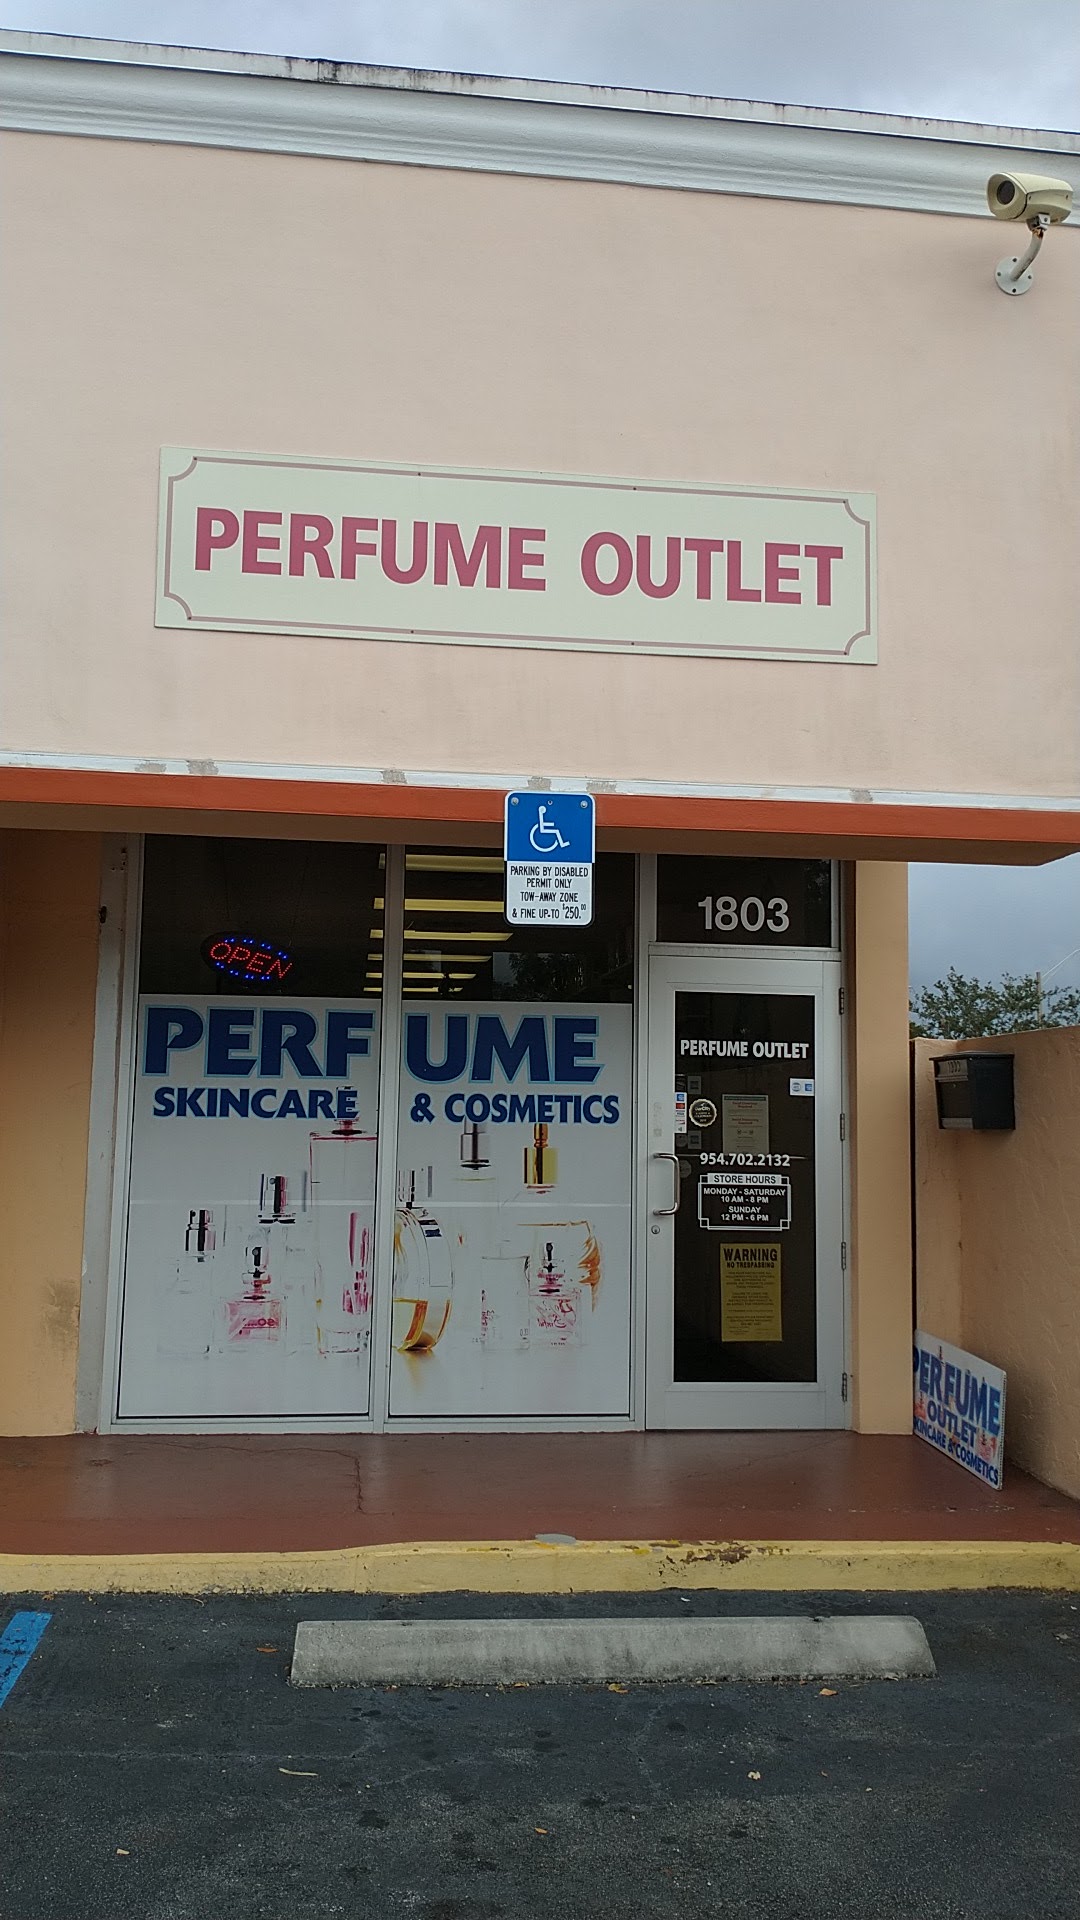 PERFUME OUTLET
PARKING BY DISABLED
PERMIT ONLY
TOW-AWAY ZONE
& FINE UP-TO $250.00
1803
OPEN
PERFUME
SKINCARE & COSMETICS
PERFUME OUTLET
954.702.2132
STORE HOURS
MONDAY - SATURDAY
10 AM - 8 PM
SUNDAY
12 PM - 6 PM
WARNING
NO TRESPASSING
PERFUME
OUTLET
SKINCARE & COSMETICS